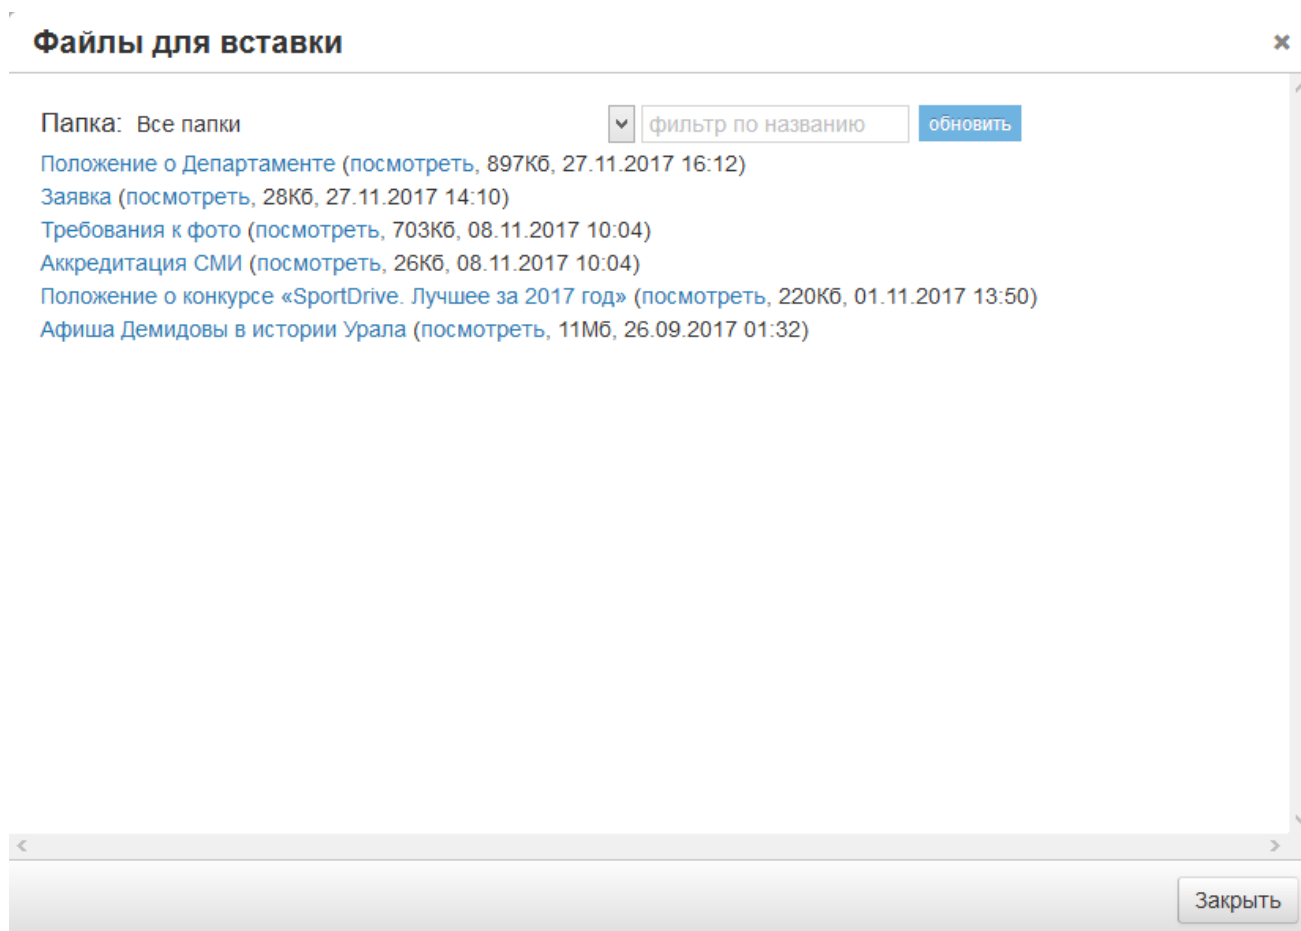 Файлы для вставки
Папка: Все папки фильтр по названию обновить
Положение о Департаменте (посмотреть, 897Кб, 27.11.2017 16:12)
Заявка (посмотреть, 28Кб, 27.11.2017 14:10)
Требования к фото (посмотреть, 703Кб, 08.11.2017 10:04)
Аккредитация СМИ (посмотреть, 26Кб, 08.11.2017 10:04)
Положение о конкурсе «SportDrive. Лучшее за 2017 год» (посмотреть, 220Кб, 01.11.2017 13:50)
Афиша Демидовы в истории Урала (посмотреть, 11Мб, 26.09.2017 01:32)
Закрыть